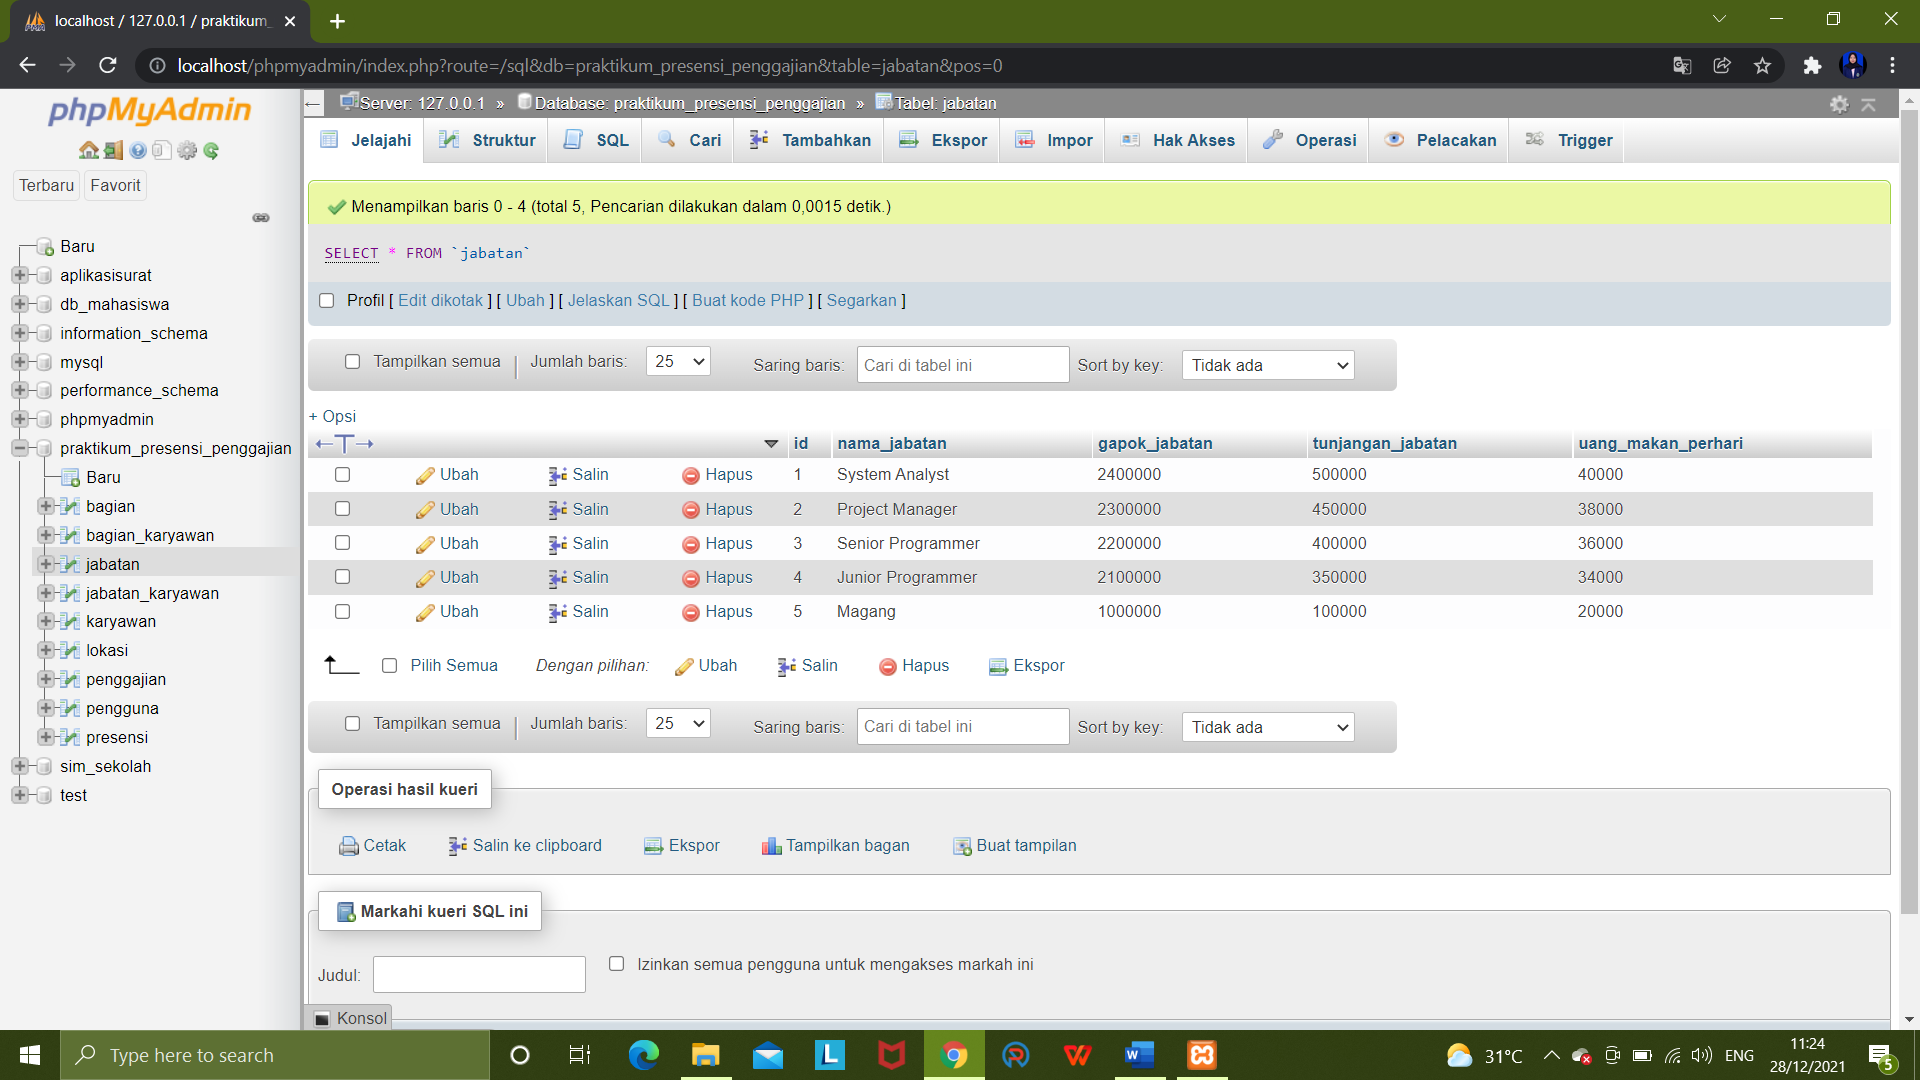 localhost / 127.0.0.1 / praktikum_
localhost/phpmyadmin/index.php?route=/sql&db=praktikum_presensi_penggajian&table=jabatan&pos=0
phpMyAdmin
Terbaru Favorit
Baru
aplikasisurat
db_mahasiswa
information_schema
mysql
performance_schema
phpmyadmin
praktikum_presensi_penggajian
Baru
bagian
bagian_karyawan
jabatan
jabatan_karyawan
karyawan
lokasi
penggajian
pengguna
presensi
sim_sekolah
test
Server: 127.0.0.1 » Database: praktikum_presensi_penggajian » Tabel: jabatan
Jelajahi Struktur SQL Cari Tambahkan Ekspor Impor Hak Akses Operasi Pelacakan Trigger
Menampilkan baris 0 - 4 (total 5, Pencarian dilakukan dalam 0,0015 detik.)
SELECT * FROM `jabatan`
Profil [ Edit dikotak ] [ Ubah ] [ Jelaskan SQL ] [ Buat kode PHP ] [ Segarkan ]
Tampilkan semua | Jumlah baris: 25 Saring baris: Cari di tabel ini Sort by key: Tidak ada
+ Opsi
←T→ id nama_jabatan gapok_jabatan tunjangan_jabatan uang_makan_perhari
Ubah Salin Hapus 1 System Analyst 2400000 500000 40000
Ubah Salin Hapus 2 Project Manager 2300000 450000 38000
Ubah Salin Hapus 3 Senior Programmer 2200000 400000 36000
Ubah Salin Hapus 4 Junior Programmer 2100000 350000 34000
Ubah Salin Hapus 5 Magang 1000000 100000 20000
Pilih Semua Dengan pilihan: Ubah Salin Hapus Ekspor
Tampilkan semua | Jumlah baris: 25 Saring baris: Cari di tabel ini Sort by key: Tidak ada
Operasi hasil kueri
Cetak Salin ke clipboard Ekspor Tampilkan bagan Buat tampilan
Markahi kueri SQL ini
Judul: Izinkan semua pengguna untuk mengakses markah ini
Konsol
Type here to search
31°C ENG
11:24
28/12/2021
5